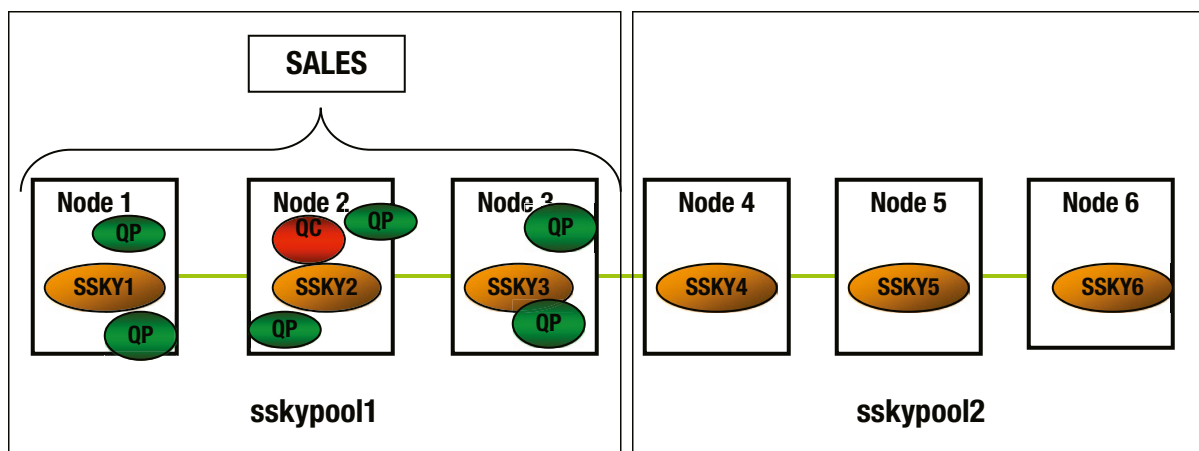 SALES
Node 1
Node 2
Node 3
Node 4
Node 5
Node 6
QP
QC
QP
QP
SSKY1
SSKY2
SSKY3
SSKY4
SSKY5
SSKY6
QP
QP
QP
sskypool1
sskypool2